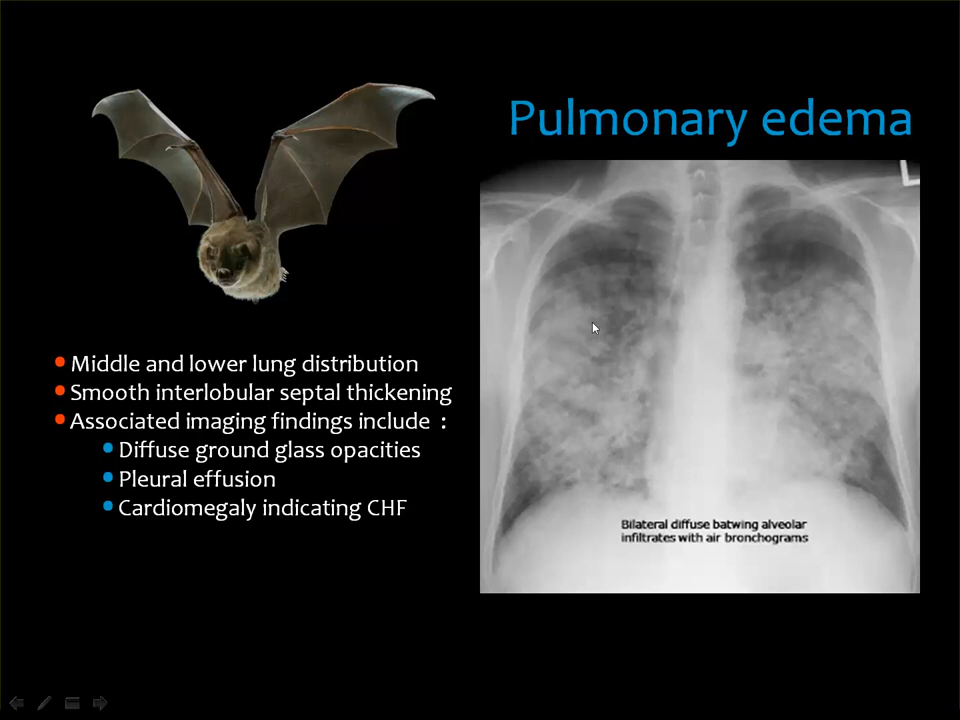 Pulmonary edema
Middle and lower lung distribution
Smooth interlobular septal thickening
Associated imaging findings include :
Diffuse ground glass opacities
Pleural effusion
Cardiomegaly indicating CHF
Bilateral diffuse batwing alveolar
infiltrates with air bronchograms